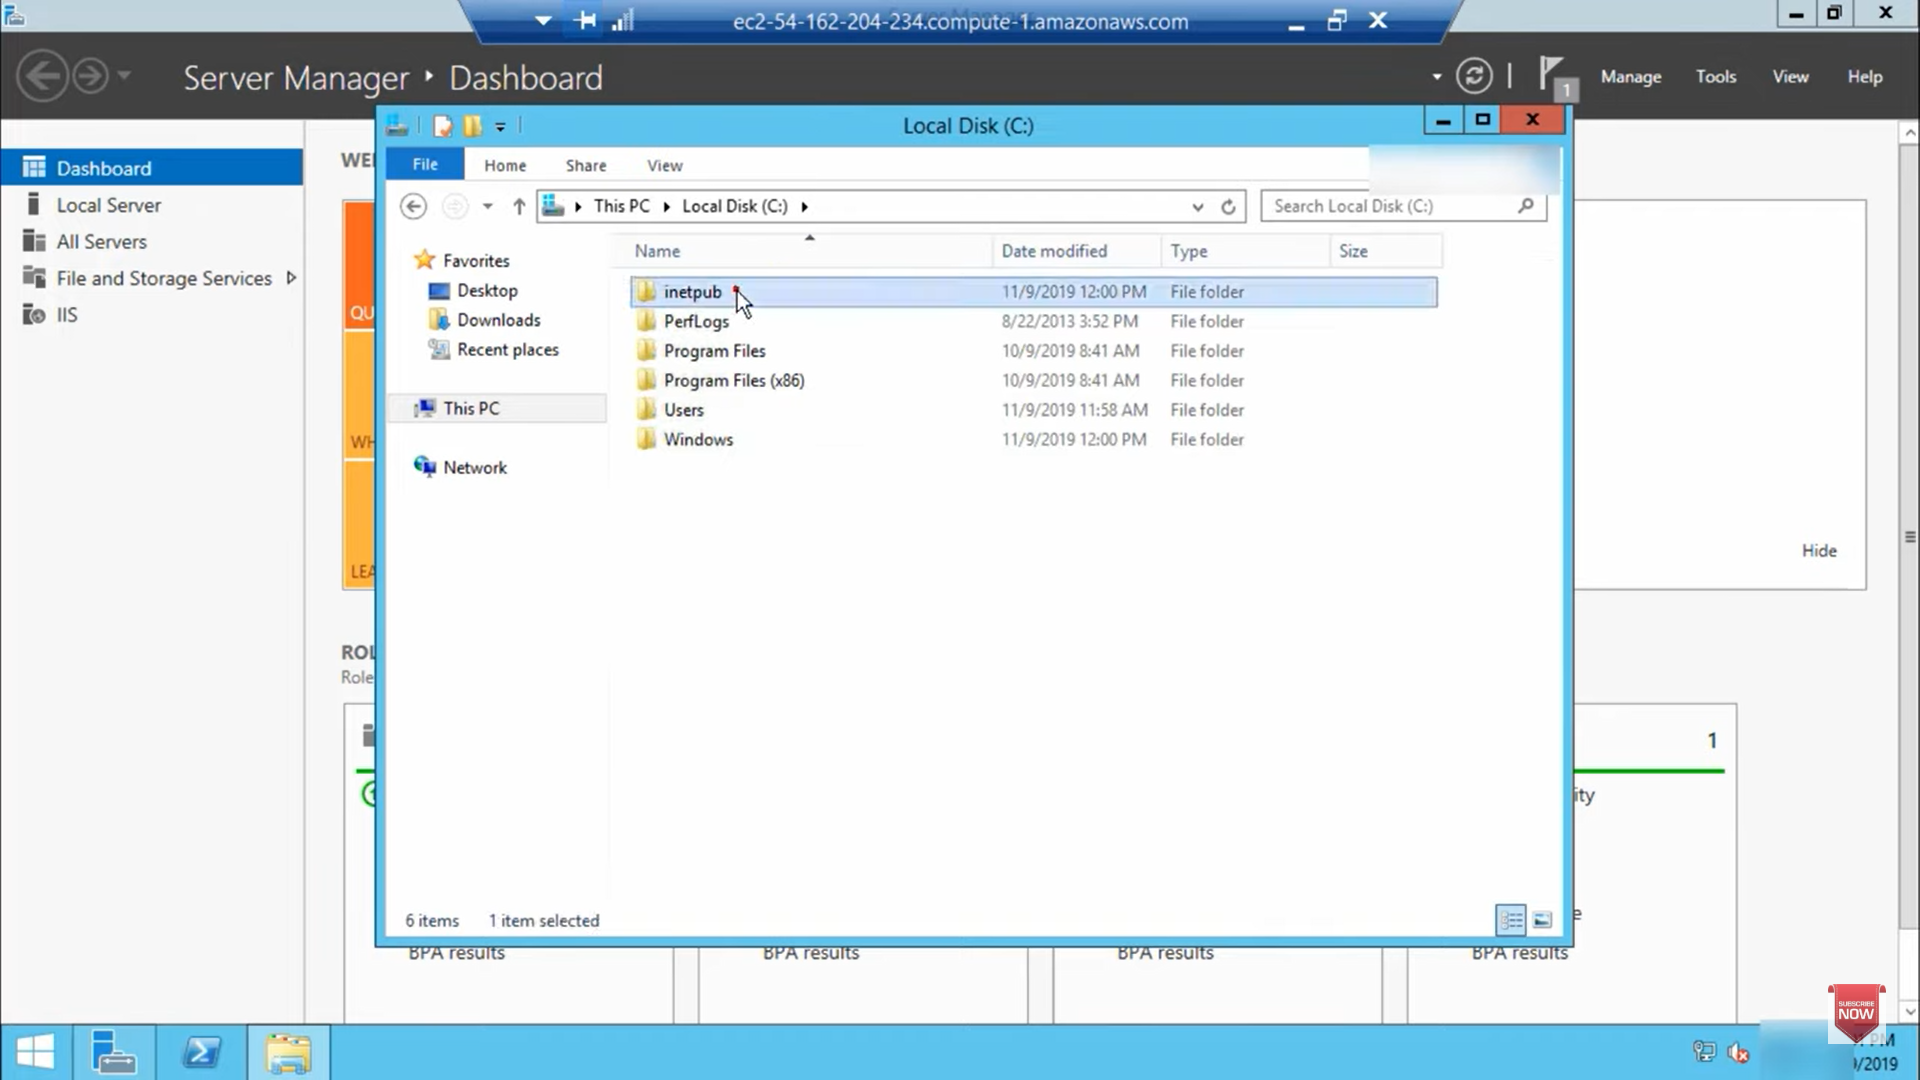 ec2-54-162-204-234.compute-1.amazonaws.com
Server Manager ‣ Dashboard
1
Manage
Tools
View
Help
Dashboard
Local Server
All Servers
File and Storage Services
IIS
Local Disk (C:)
File
Home
Share
View
This PC
Local Disk (C:)
Search Local Disk (C:)
Favorites
Desktop
Downloads
Recent places
This PC
Network
Name Date modified Type Size
inetpub 11/9/2019 12:00 PM File folder
PerfLogs 8/22/2013 3:52 PM File folder
Program Files 10/9/2019 8:41 AM File folder
Program Files (x86) 10/9/2019 8:41 AM File folder
Users 11/9/2019 11:58 AM File folder
Windows 11/9/2019 12:00 PM File folder
6 items 1 item selected
WE
QU
WH
LEA
Hide
ROL
Role
1
ity
e
BPA results
BPA results
BPA results
BPA results
SUBSCRIBE
NOW
PM
/2019